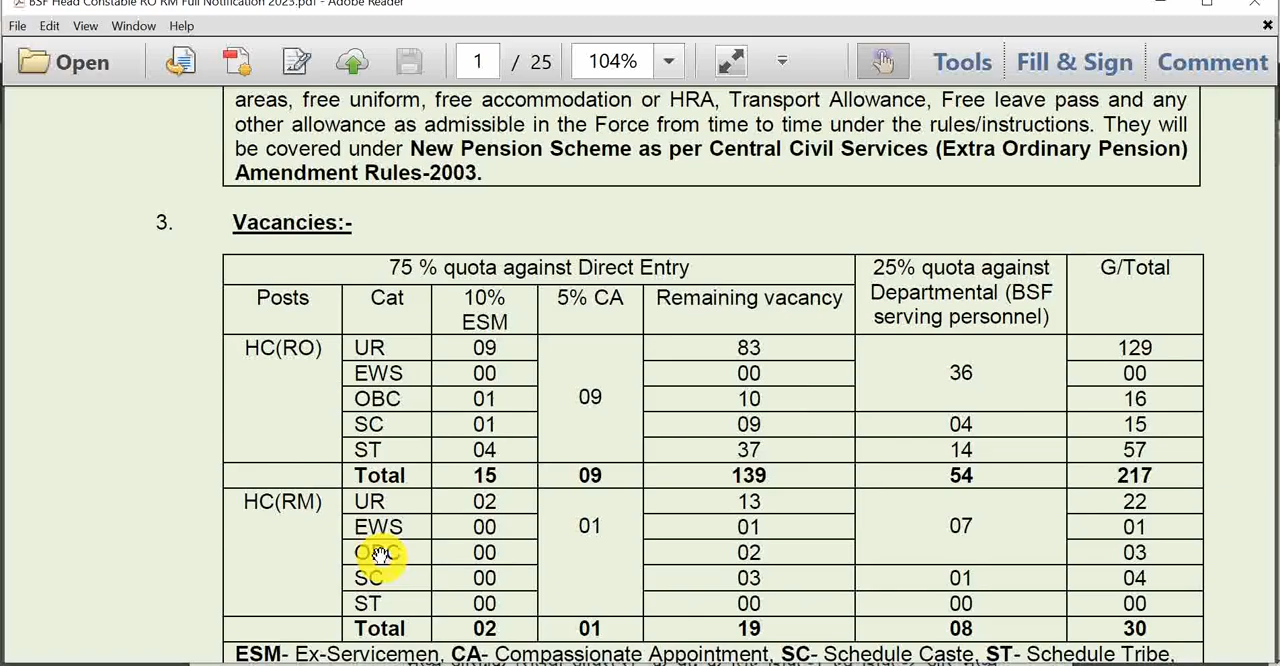 BSF Head Constable RO RM Full Notification 2023.pdf - Adobe Reader
File Edit View Window Help
Open 1 / 25 104% Tools Fill & Sign Comment
areas, free uniform, free accommodation or HRA, Transport Allowance, Free leave pass and any
other allowance as admissible in the Force from time to time under the rules/instructions. They will
be covered under New Pension Scheme as per Central Civil Services (Extra Ordinary Pension)
Amendment Rules-2003.
3. Vacancies:-
75 % quota against Direct Entry 25% quota against Departmental (BSF serving personnel) G/Total
Posts Cat 10% ESM 5% CA Remaining vacancy
HC(RO) UR 09 09 83 36 129
EWS 00 00 00
OBC 01 10 16
SC 01 09 04 15
ST 04 37 14 57
Total 15 09 139 54 217
HC(RM) UR 02 01 13 07 22
EWS 00 01 01
OBC 00 02 03
SC 00 03 01 04
ST 00 00 00 00
Total 02 01 19 08 30
ESM- Ex-Servicemen, CA- Compassionate Appointment, SC- Schedule Caste, ST- Schedule Tribe,